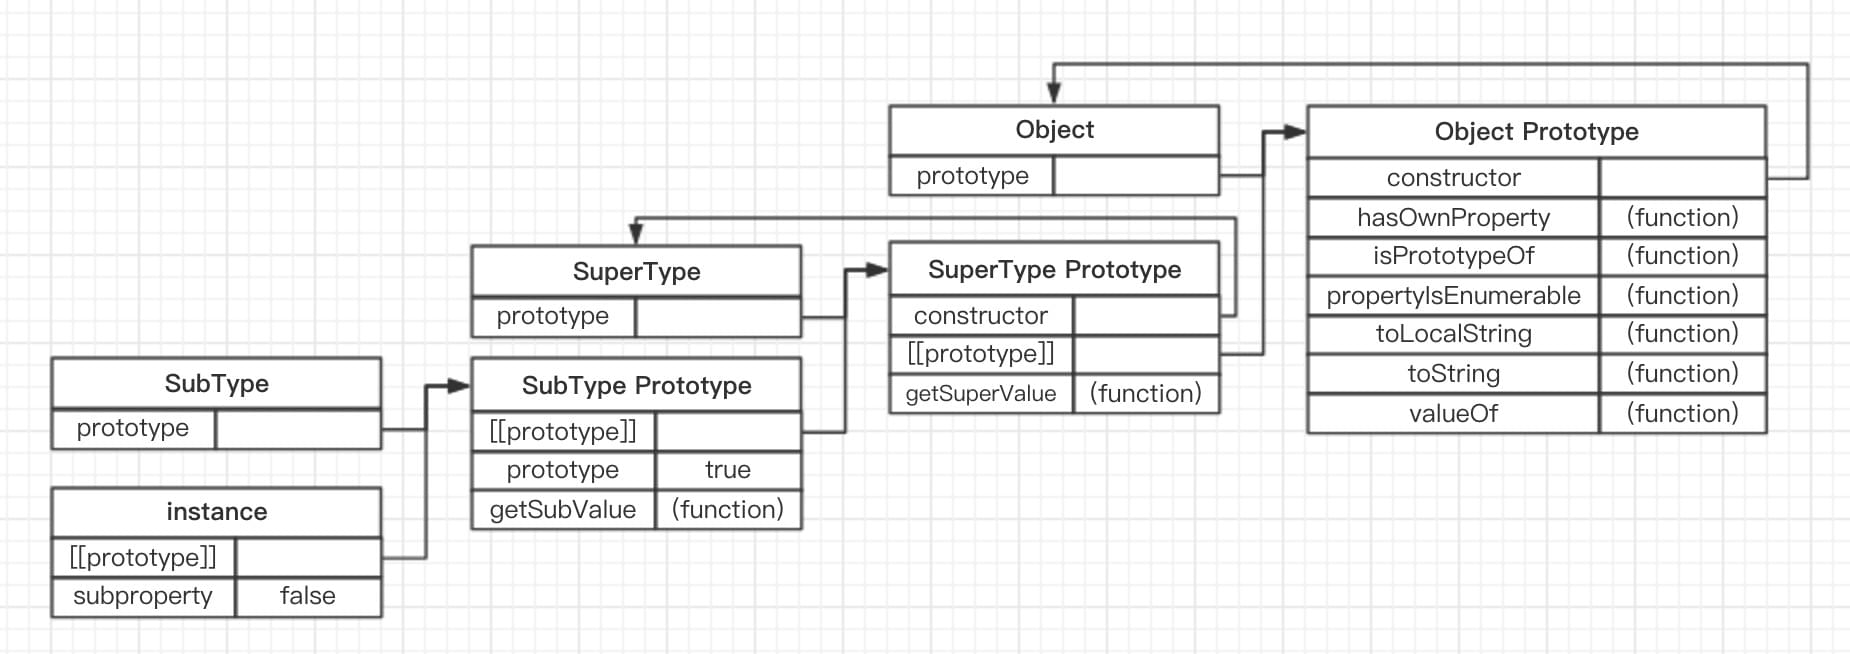 Object
prototype
Object Prototype
constructor
hasOwnProperty (function)
isPrototypeOf (function)
propertyIsEnumerable (function)
toLocalString (function)
toString (function)
valueOf (function)
SuperType
prototype
SuperType Prototype
constructor
[[prototype]]
getSuperValue (function)
SubType
prototype
SubType Prototype
[[prototype]]
prototype true
getSubValue (function)
instance
[[prototype]]
subproperty false